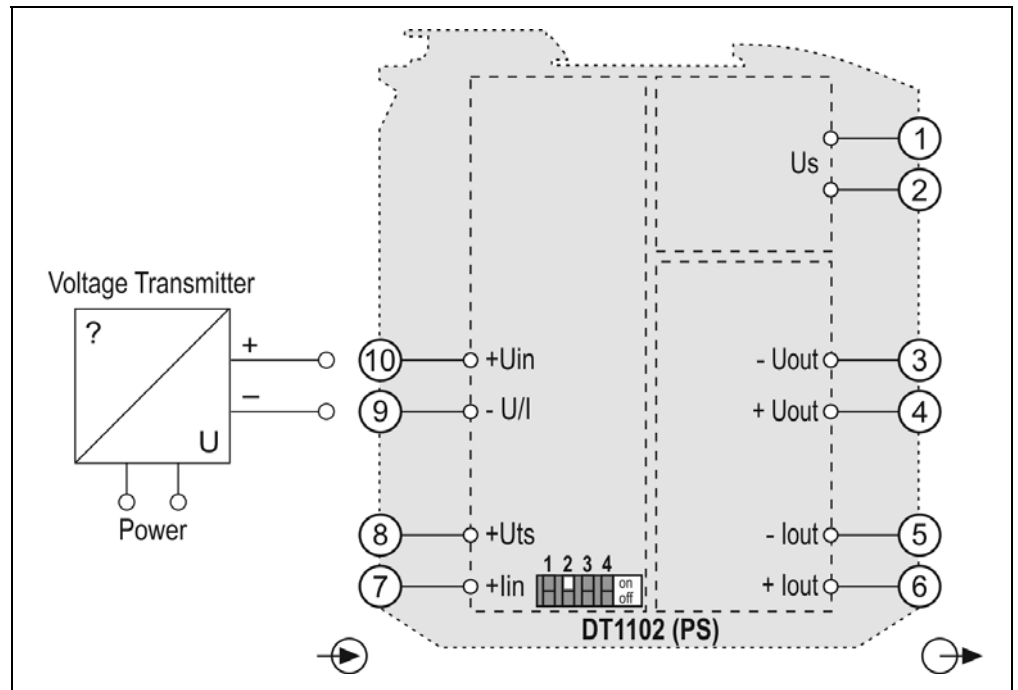 1
Us
2
Voltage Transmitter
?
+
10
+Uin
- Uout
3
−
9
- U/I
+ Uout
4
U
Power
8
+Uts
- Iout
5
1 2 3 4
on
off
7
+Iin
+ Iout
6
DT1102 (PS)